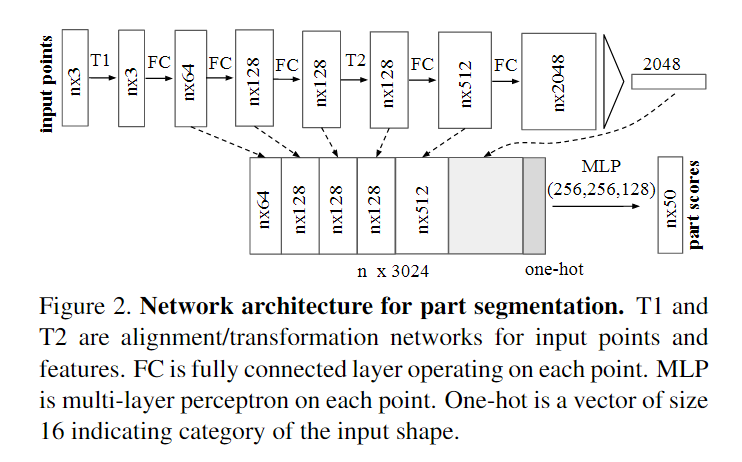 input points
nx3
T1
nx3
FC
nx64
FC
nx128
FC
nx128
T2
nx128
FC
nx512
FC
nx2048
2048
nx64
nx128
nx128
nx128
nx512
MLP
(256,256,128)
nx50
part scores
n x 3024
one-hot
Figure 2. Network architecture for part segmentation. T1 and
T2 are alignment/transformation networks for input points and
features. FC is fully connected layer operating on each point. MLP
is multi-layer perceptron on each point. One-hot is a vector of size
16 indicating category of the input shape.